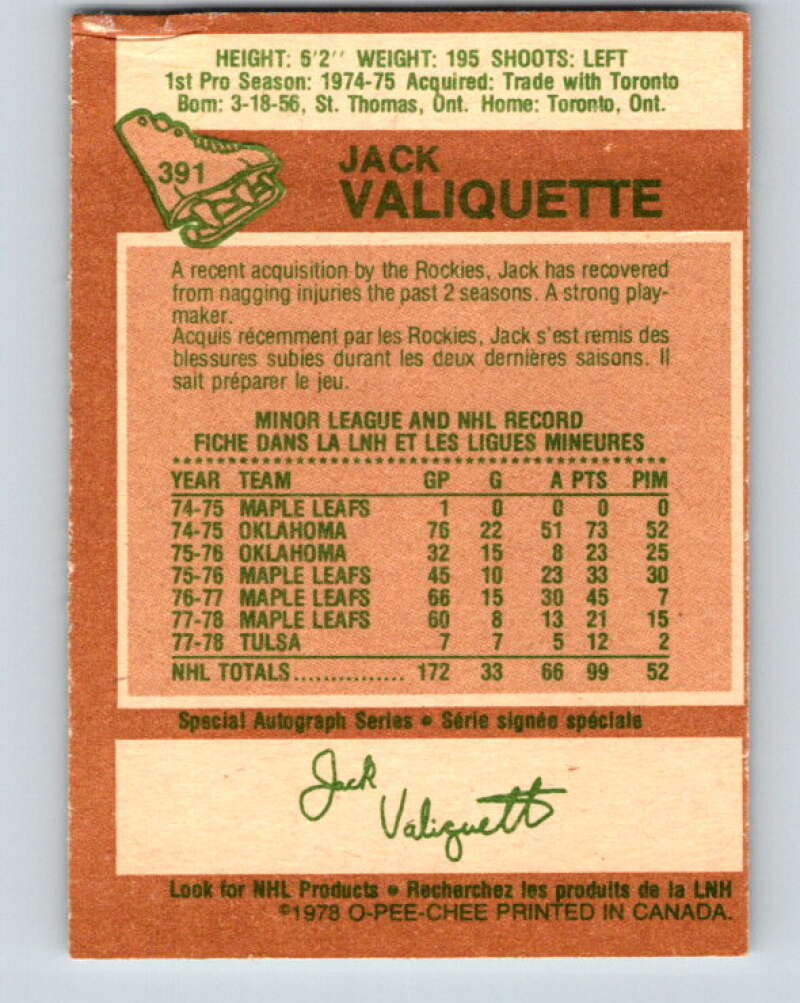 HEIGHT: 6'2'' WEIGHT: 195 SHOOTS: LEFT
1st Pro Season: 1974-75 Acquired: Trade with Toronto
Born: 3-18-56, St. Thomas, Ont. Home: Toronto, Ont.
391
JACK
VALIQUETTE
A recent acquisition by the Rockies, Jack has recovered
from nagging injuries the past 2 seasons. A strong play-
maker.
Acquis récemment par les Rockies, Jack s'est remis des
blessures subies durant les deux dernières saisons. Il
sait préparer le jeu.
MINOR LEAGUE AND NHL RECORD
FICHE DANS LA LNH ET LES LIGUES MINEURES
YEAR TEAM GP G A PTS PIM
74-75 MAPLE LEAFS 1 0 0 0 0
74-75 OKLAHOMA 76 22 51 73 52
75-76 OKLAHOMA 32 15 8 23 25
75-76 MAPLE LEAFS 45 10 23 33 30
76-77 MAPLE LEAFS 66 15 30 45 7
77-78 MAPLE LEAFS 60 8 13 21 15
77-78 TULSA 7 7 5 12 2
NHL TOTALS............... 172 33 66 99 52
Special Autograph Series • Série signée spéciale
Jack
Valiquett
Look for NHL Products • Recherchez les produits de la LNH
©1978 O-PEE-CHEE PRINTED IN CANADA.